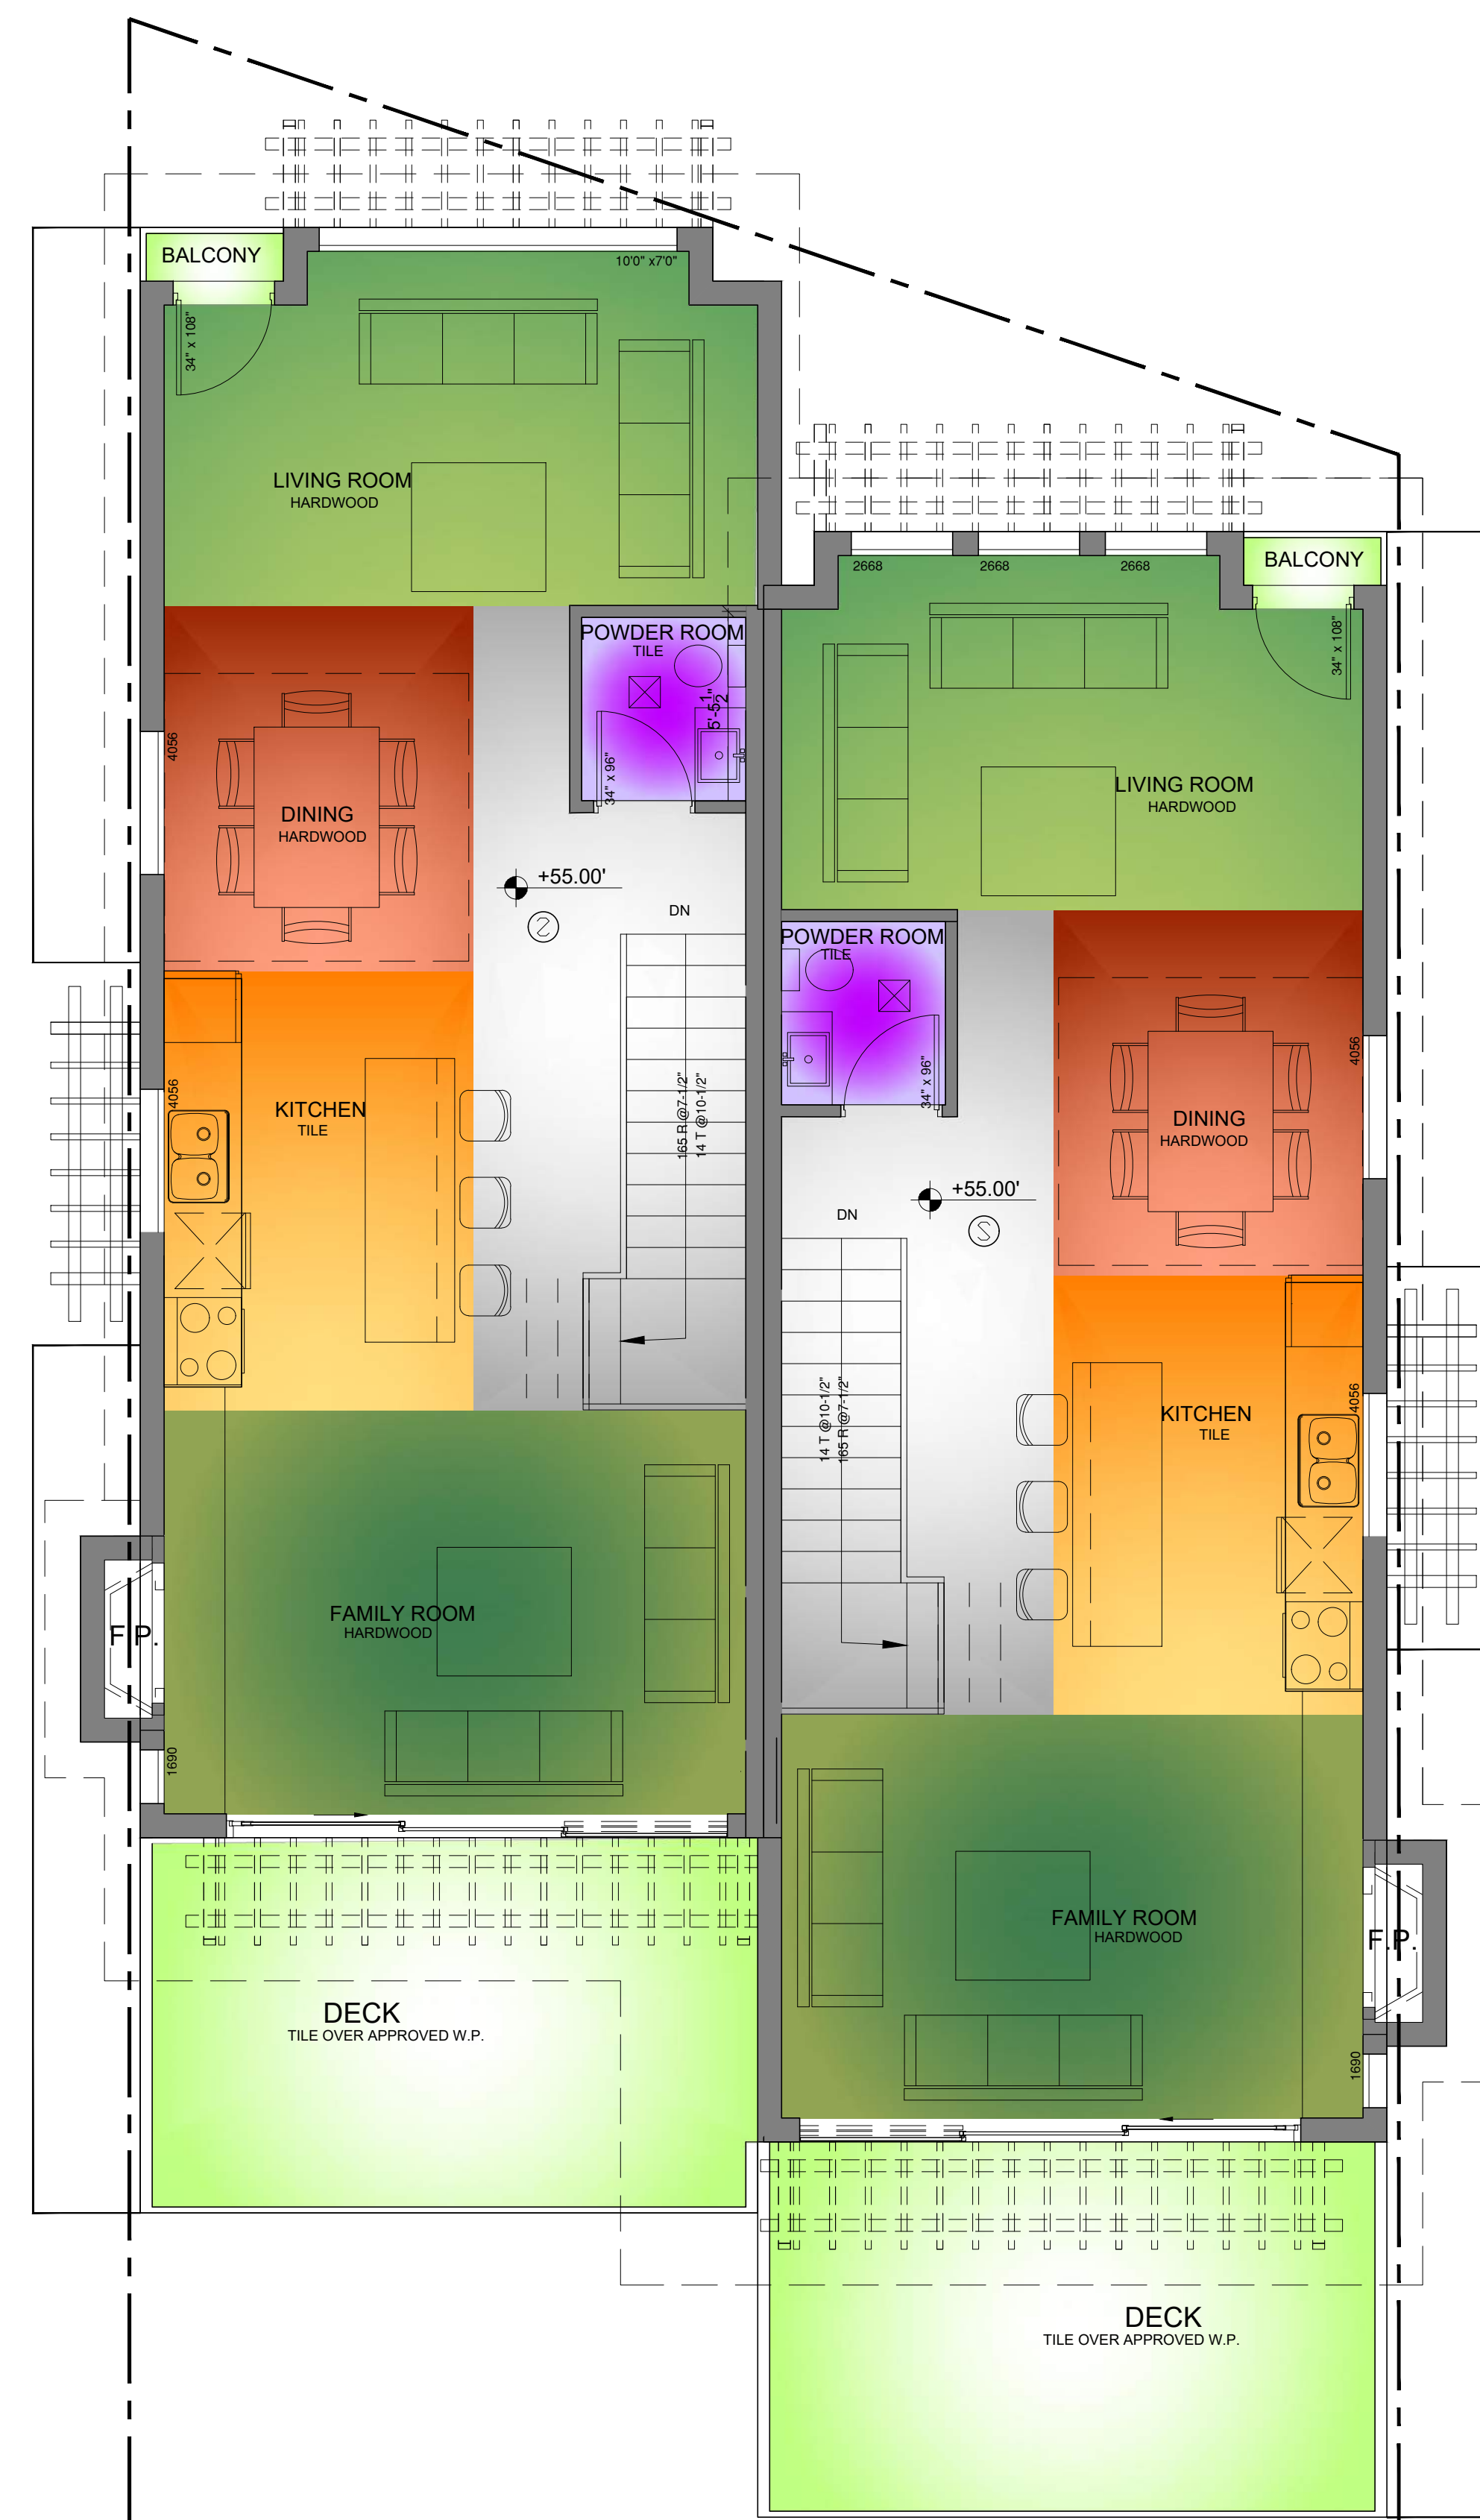 BALCONY
10'0" x7'0"
34" x 108"
LIVING ROOM
HARDWOOD
POWDER ROOM
TILE
5'-5 1/2"
34" x 96"
4056
DINING
HARDWOOD
+55.00'
DN
4056
KITCHEN
TILE
165 R @7-1/2"
14 T @10-1/2"
FAMILY ROOM
HARDWOOD
F.P.
1690
DECK
TILE OVER APPROVED W.P.
BALCONY
2668
2668
2668
34" x 108"
LIVING ROOM
HARDWOOD
POWDER ROOM
TILE
34" x 96"
4056
DINING
HARDWOOD
+55.00'
DN
4056
KITCHEN
TILE
14 T @10-1/2"
165 R @7-1/2"
FAMILY ROOM
HARDWOOD
F.P.
1690
DECK
TILE OVER APPROVED W.P.